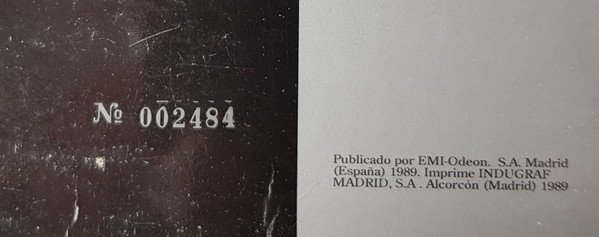 № 002484
Publicado por EMI-Odeon. S.A. Madrid
(España) 1989. Imprime INDUGRAF
MADRID, S.A . Alcorcón (Madrid) 1989